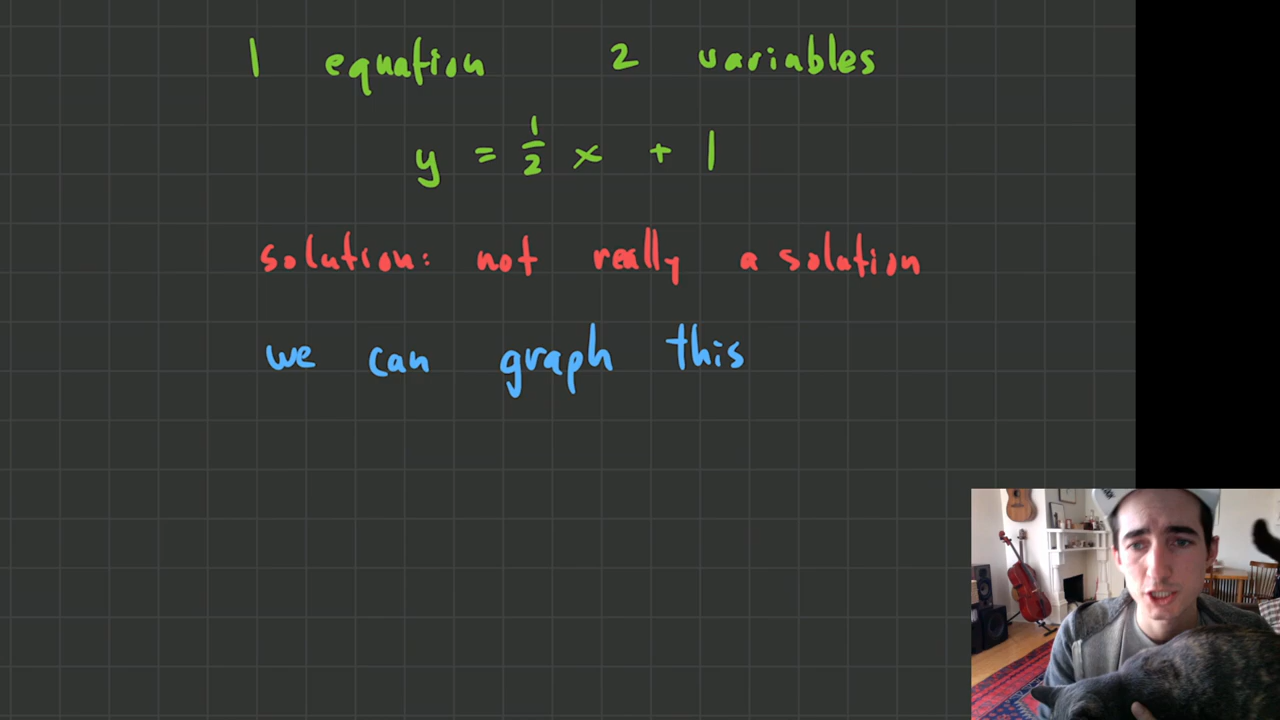 1 equation 2 variables
y = 1/2 x + 1
solution: not really a solution
we can graph this